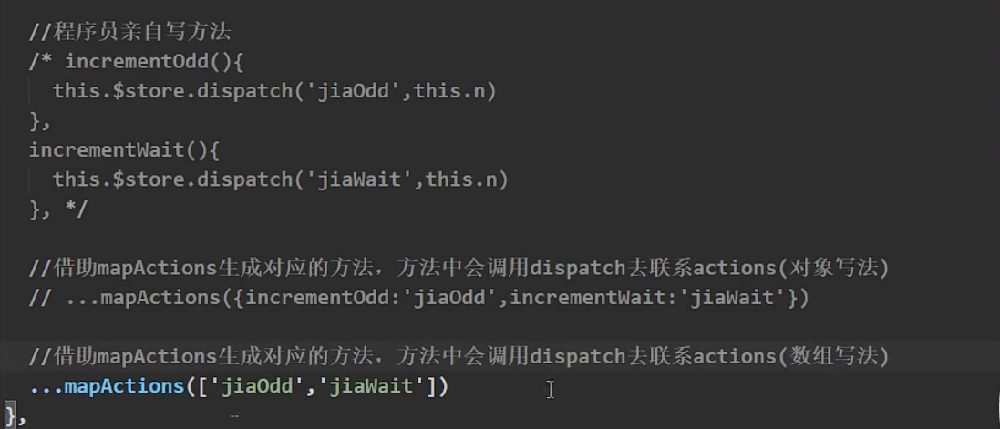 //程序员亲自写方法
/* incrementOdd(){
this.$store.dispatch('jiaOdd',this.n)
},
incrementWait(){
this.$store.dispatch('jiaWait',this.n)
}, */
//借助mapActions生成对应的方法，方法中会调用dispatch去联系actions(对象写法)
// ...mapActions({incrementOdd:'jiaOdd',incrementWait:'jiaWait'})
//借助mapActions生成对应的方法，方法中会调用dispatch去联系actions(数组写法)
...mapActions(['jiaOdd','jiaWait'])
},